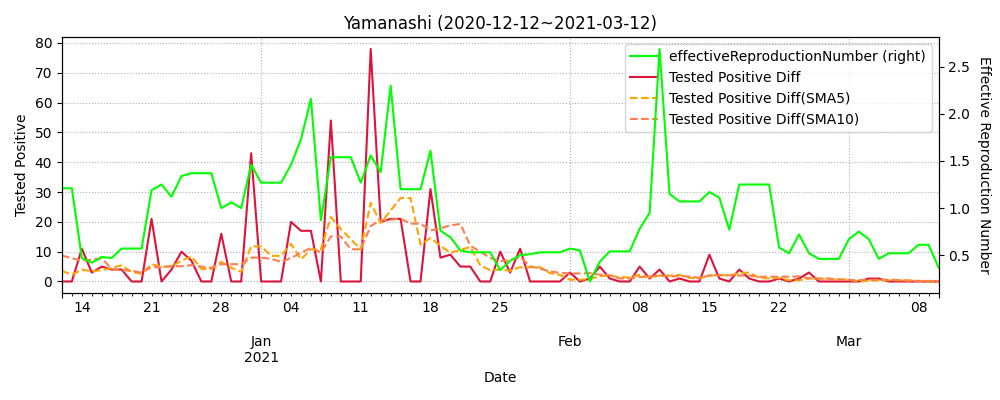 Yamanashi (2020-12-12~2021-03-12)
effectiveReproductionNumber (right)
Tested Positive Diff
Tested Positive Diff(SMA5)
Tested Positive Diff(SMA10)
Tested Positive
80
70
60
50
40
30
20
10
0
2.5
2.0
1.5
1.0
0.5
Effective Reproduction Number
14 21 28 04 11 18 25 08 15 22 08
Jan Feb Mar
2021
Date